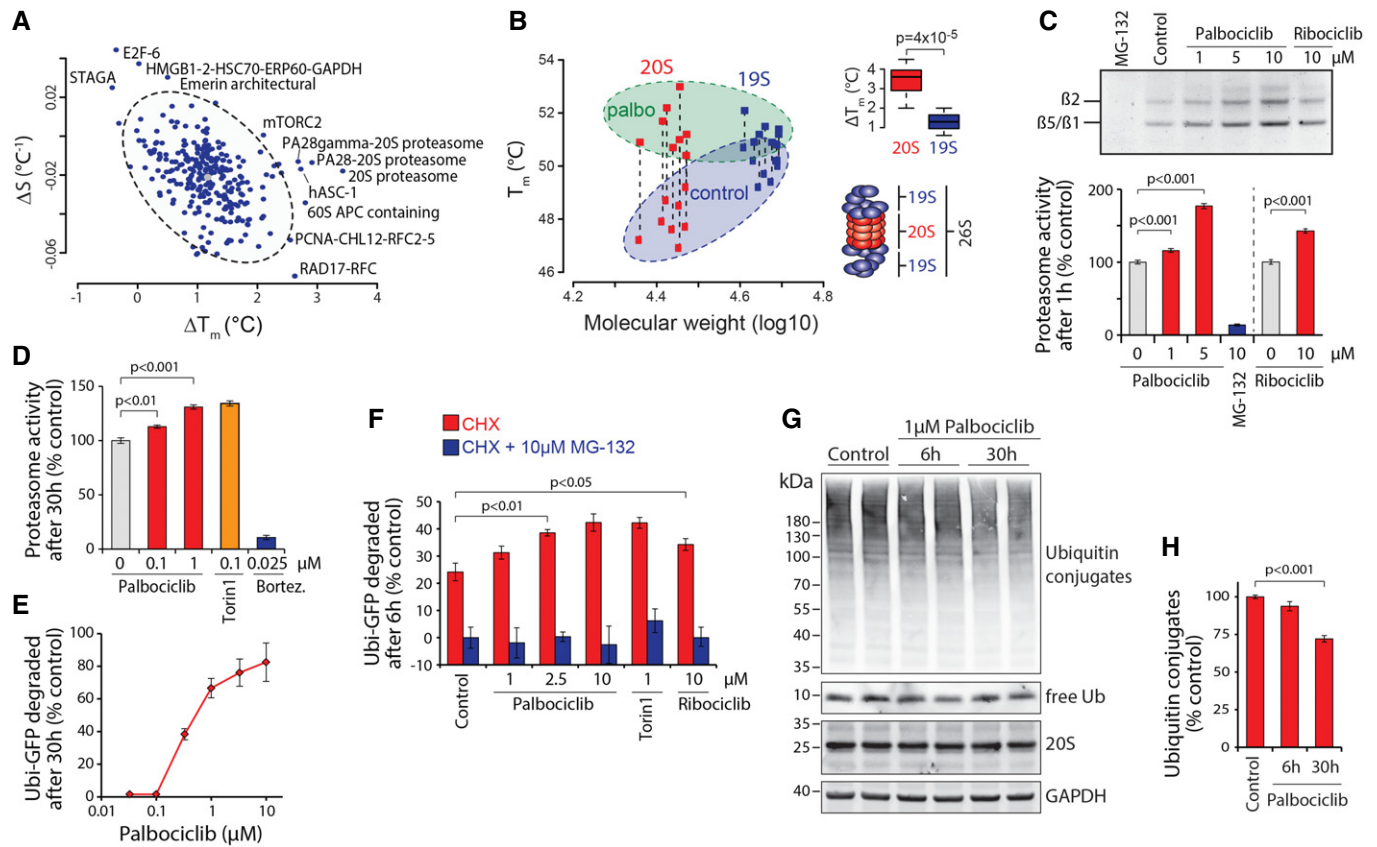 A
E2F-6
HMGB1-2-HSC70-ERP60-GAPDH
STAGA
Emerin architectural
mTORC2
PA28gamma-20S proteasome
PA28-20S proteasome
20S proteasome
hASC-1
60S APC containing
PCNA-CHL12-RFC2-5
RAD17-RFC
0.02
-0.02
-0.06
ΔS (°C⁻¹)
-1 0 1 2 3 4
ΔTm (°C)
B
54
52
50
48
46
Tm (°C)
20S
19S
palbo
control
4.2 4.4 4.6 4.8
Molecular weight (log10)
p=4x10⁻⁵
4
3
2
1
ΔTm (°C)
20S 19S
19S
20S
19S
26S
C
MG-132
Control
Palbociclib
Ribociclib
1 5 10 10 μM
ß2
ß5/ß1
Proteasome activity
after 1h (% control)
200
100
0
p<0.001
p<0.001
p<0.001
0 1 5 10 0 10 μM
Palbociclib
MG-132
Ribociclib
D
Proteasome activity
after 30h (% control)
150
100
50
0
p<0.001
p<0.01
0 0.1 1 0.1 0.025 μM
Palbociclib
Torin1
Bortez.
E
Ubi-GFP degraded
after 30h (% control)
100
80
60
40
20
0
0.01 0.1 1 10
Palbociclib (μM)
F
CHX
CHX + 10μM MG-132
Ubi-GFP degraded
after 6h (% control)
50
40
30
20
10
0
-10
p<0.05
p<0.01
Control
1 2.5 10 1 10 μM
Palbociclib
Torin1
Ribociclib
G
1μM Palbociclib
Control 6h 30h
kDa
180
130
100
70
55
40
35
Ubiquitin
conjugates
10
free Ub
35
25
20S
40
GAPDH
H
Ubiquitin conjugates
(% control)
100
75
50
25
0
p<0.001
Control
6h 30h
Palbociclib